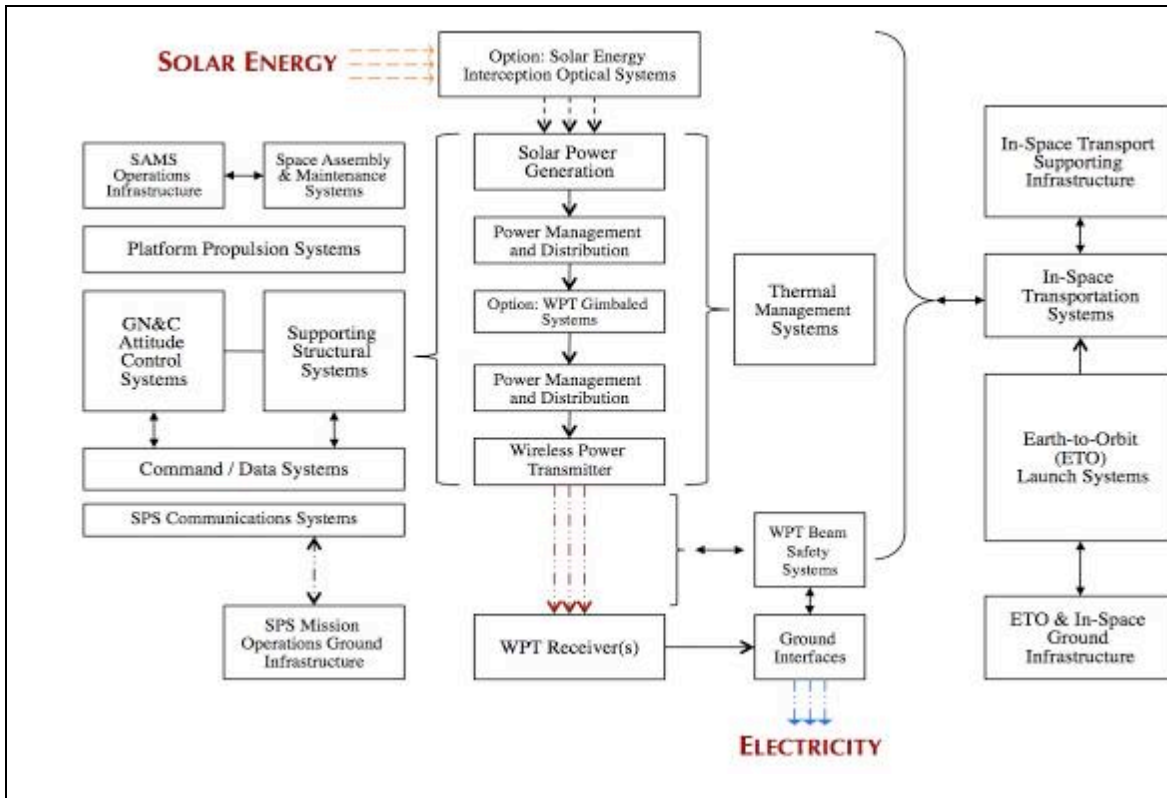 SOLAR ENERGY
Option: Solar Energy
Interception Optical Systems
SAMS
Operations
Infrastructure
Space Assembly
& Maintenance
Systems
Solar Power
Generation
In-Space Transport
Supporting
Infrastructure
Platform Propulsion Systems
Power Management
and Distribution
GN&C
Attitude
Control
Systems
Supporting
Structural
Systems
Option: WPT Gimbaled
Systems
Thermal
Management
Systems
In-Space
Transportation
Systems
Power Management
and Distribution
Command / Data Systems
Wireless Power
Transmitter
Earth-to-Orbit
(ETO)
Launch Systems
SPS Communications Systems
WPT Beam
Safety
Systems
SPS Mission
Operations Ground
Infrastructure
WPT Receiver(s)
Ground
Interfaces
ETO & In-Space
Ground
Infrastructure
ELECTRICITY